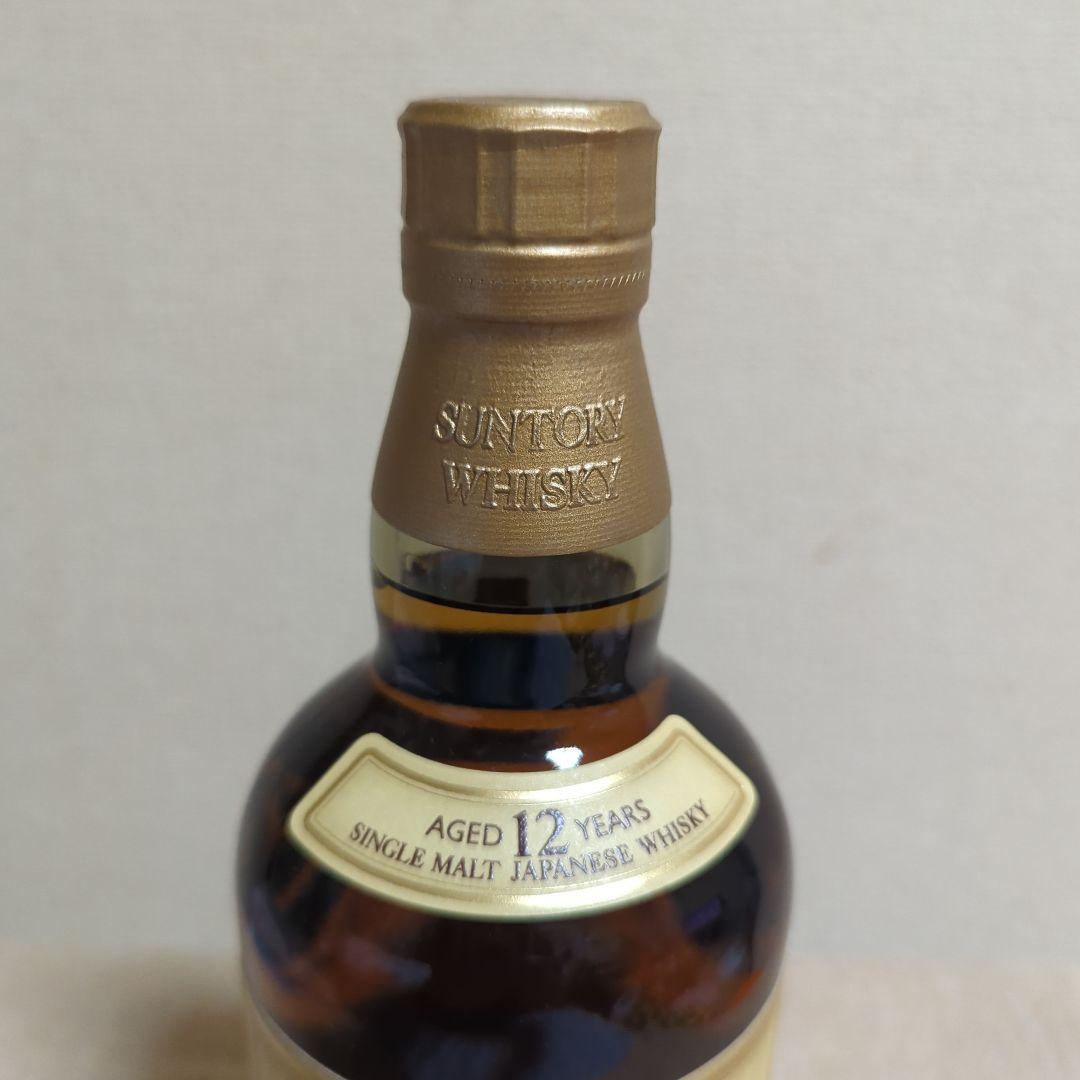 SUNTORY
WHISKY
AGED 12 YEARS
SINGLE MALT JAPANESE WHISKY